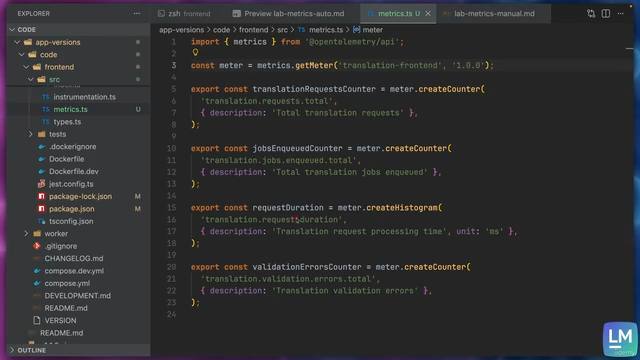 EXPLORER
zsh frontend
Preview lab-metrics-auto.md
metrics.ts U
lab-metrics-manual.md
CODE
app-versions › code › frontend › src › metrics.ts › meter
app-versions
code
frontend
src
instrumentation.ts
metrics.ts U
types.ts
tests
.dockerignore
Dockerfile
Dockerfile.dev
jest.config.ts
package-lock.json M
package.json M
tsconfig.json
worker
.gitignore
CHANGELOG.md
compose.dev.yml
compose.yml
DEVELOPMENT.md
README.md
VERSION
README.md
OUTLINE
1 import { metrics } from '@opentelemetry/api';
2
3 const meter = metrics.getMeter('translation-frontend', '1.0.0');
4
5 export const translationRequestsCounter = meter.createCounter(
6 'translation.requests.total',
7 { description: 'Total translation requests' },
8 );
9
10 export const jobsEnqueuedCounter = meter.createCounter(
11 'translation.jobs.enqueued.total',
12 { description: 'Total translation jobs enqueued' },
13 );
14
15 export const requestDuration = meter.createHistogram(
16 'translation.request.duration',
17 { description: 'Translation request processing time', unit: 'ms' },
18 );
19
20 export const validationErrorsCounter = meter.createCounter(
21 'translation.validation.errors.total',
22 { description: 'Translation validation errors' },
23 );
24
LM